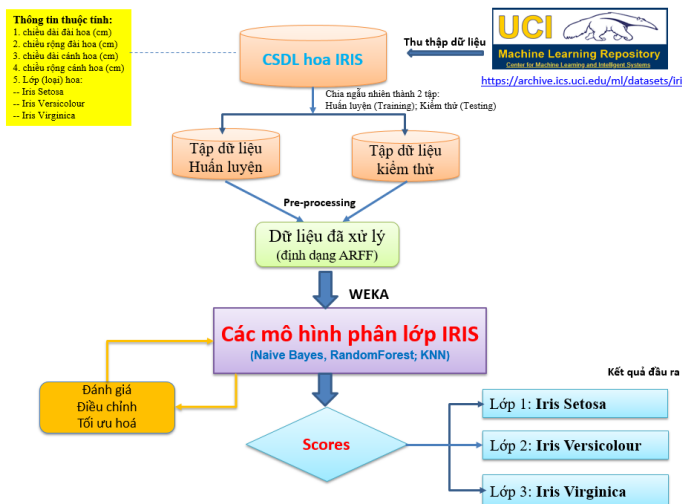 Thông tin thuộc tính:
1. chiều dài đài hoa (cm)
2. chiều rộng đài hoa (cm)
3. chiều dài cánh hoa (cm)
4. chiều rộng cánh hoa (cm)
5. Lớp (loại) hoa:
-- Iris Setosa
-- Iris Versicolour
-- Iris Virginica
CSDL hoa IRIS
Thu thập dữ liệu
UCI
Machine Learning Repository
Center for Machine Learning and Intelligent Systems
https://archive.ics.uci.edu/ml/datasets/iri
Chia ngẫu nhiên thành 2 tập:
Huấn luyện (Training); Kiểm thử (Testing)
Tập dữ liệu
Huấn luyện
Tập dữ liệu
kiểm thử
Pre-processing
Dữ liệu đã xử lý
(định dạng ARFF)
WEKA
Các mô hình phân lớp IRIS
(Naive Bayes, RandomForest; KNN)
Đánh giá
Điều chỉnh
Tối ưu hoá
Scores
Kết quả đầu ra
Lớp 1: Iris Setosa
Lớp 2: Iris Versicolour
Lớp 3: Iris Virginica